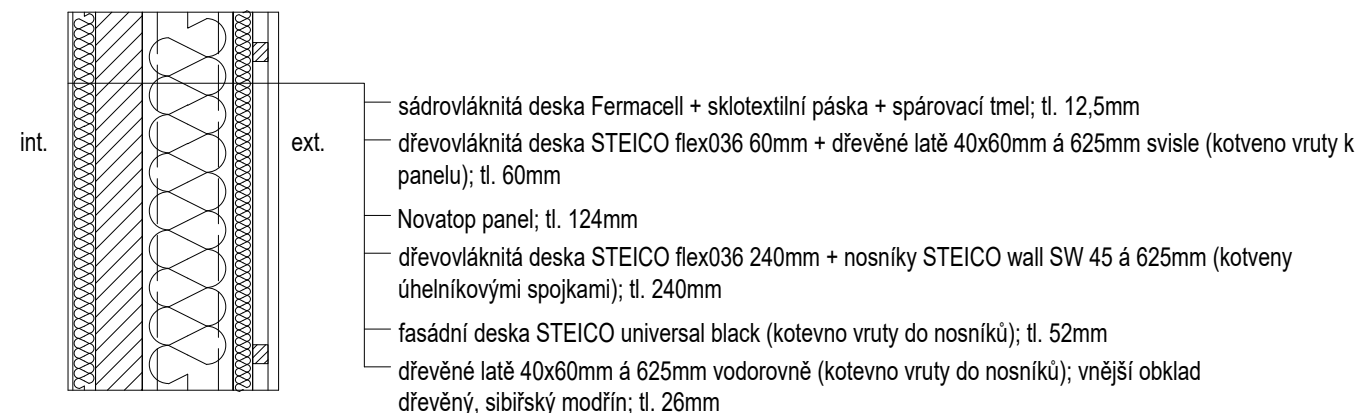 int.
ext.
sádrovláknitá deska Fermacell + sklotextilní páska + spárovací tmel; tl. 12,5mm
dřevovláknitá deska STEICO flex036 60mm + dřevěné latě 40x60mm á 625mm svisle (kotveno vruty k
panelu); tl. 60mm
Novatop panel; tl. 124mm
dřevovláknitá deska STEICO flex036 240mm + nosníky STEICO wall SW 45 á 625mm (kotveny
úhelníkovými spojkami); tl. 240mm
fasádní deska STEICO universal black (kotevno vruty do nosníků); tl. 52mm
dřevěné latě 40x60mm á 625mm vodorovně (kotevno vruty do nosníků); vnější obklad
dřevěný, sibiřský modřín; tl. 26mm